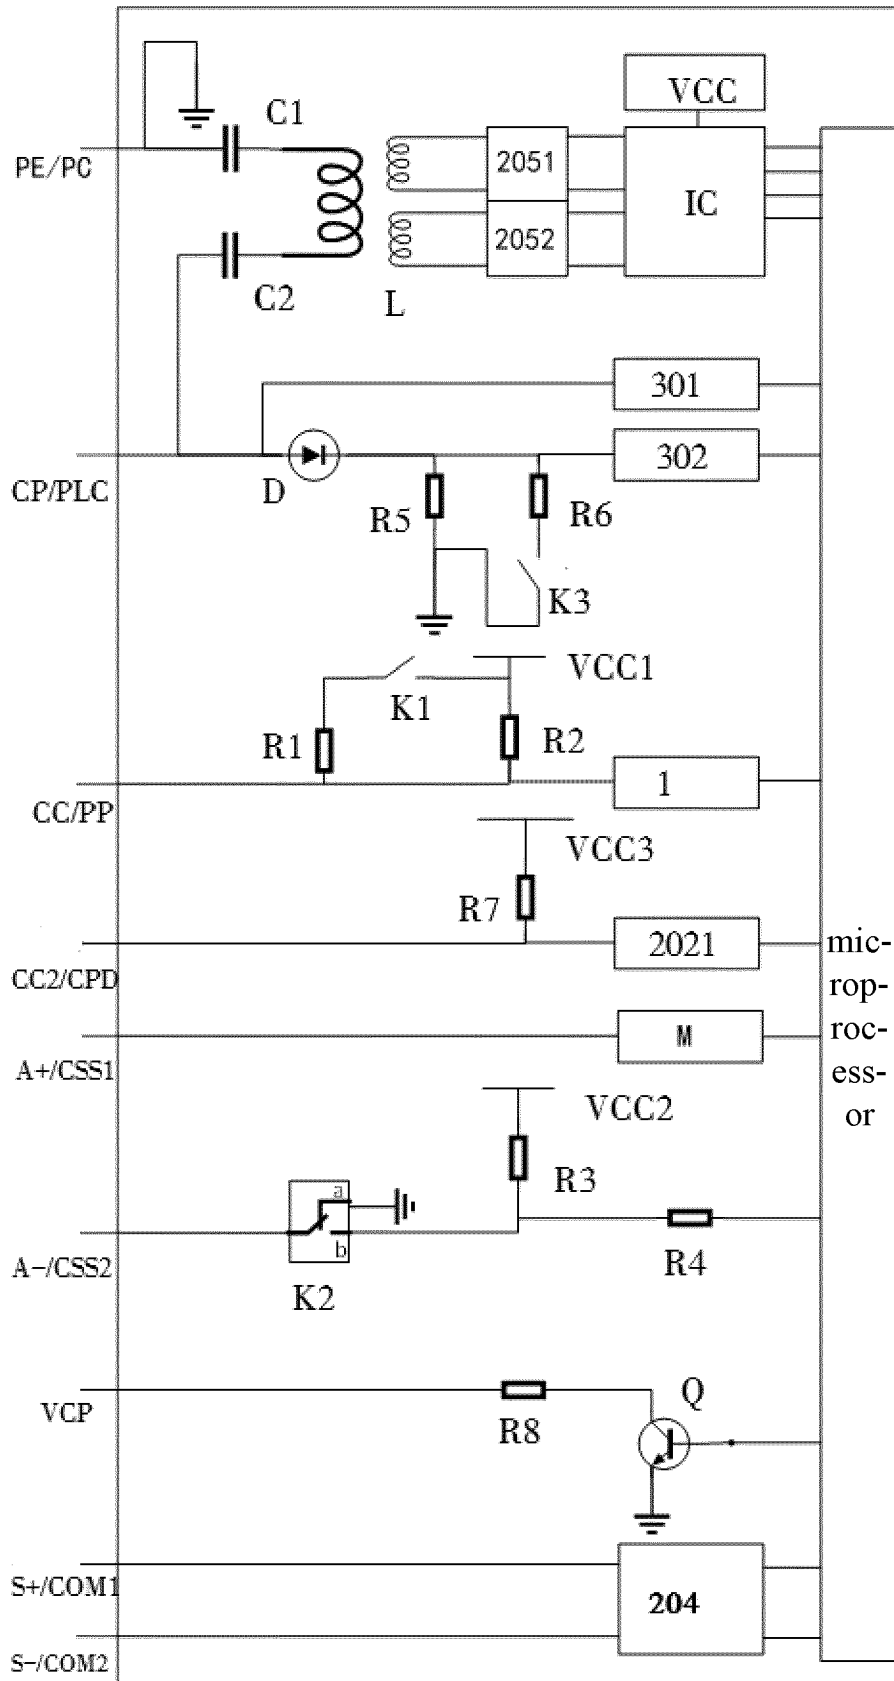 VCC
C1
PE/PC
2051
IC
2052
C2
L
301
CP/PLC
D
302
R5
R6
K3
VCC1
K1
R1
R2
1
CC/PP
VCC3
R7
2021
mic-
rop-
roc-
ess-
or
CC2/CPD
M
A+/CSS1
VCC2
R3
a
b
A-/CSS2
K2
R4
VCP
R8
Q
S+/COM1
204
S-/COM2